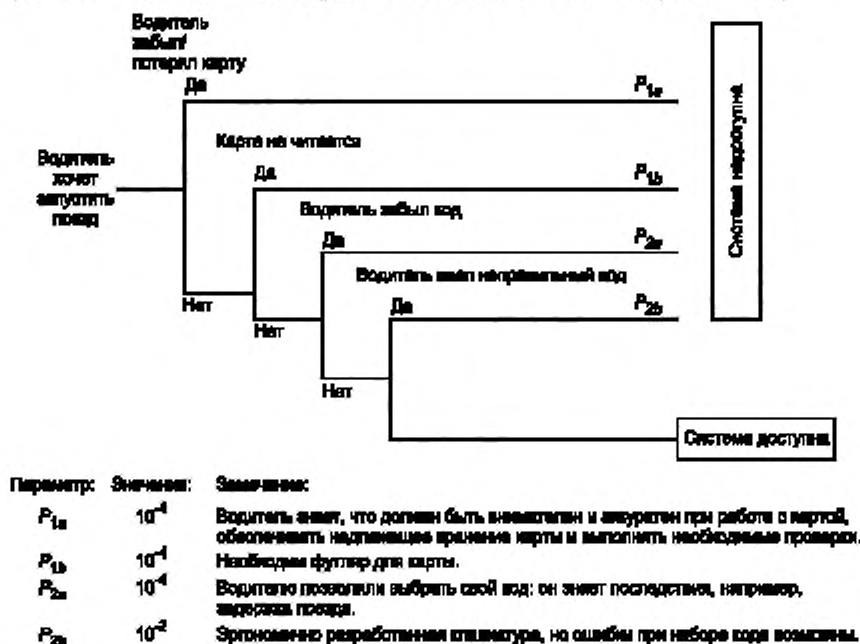 Водитель
забыл/
потерял карту
Да
P1a
Карта не читается
Водитель
хочет
запустить
поезд
Да
P1b
Водитель забыл код
Да
P2a
Водитель ввел неправильный код
Нет
Да
P2b
Нет
Нет
Система недоступна
Система доступна
Параметр: Значение: Замечание:
P1a 10-4 Водитель знает, что должен быть внимателен и аккуратен при работе с картой,
обеспечивать надлежащее хранение карты и выполнять необходимые проверки.
P1b Необходим футляр для карты.
P2a 10-4 Водителю позволили выбрать свой код: он знает последствия, например,
задержка поезда.
P2b 10-2 Эргономично разработанная клавиатура, но ошибки при наборе кода возможны.